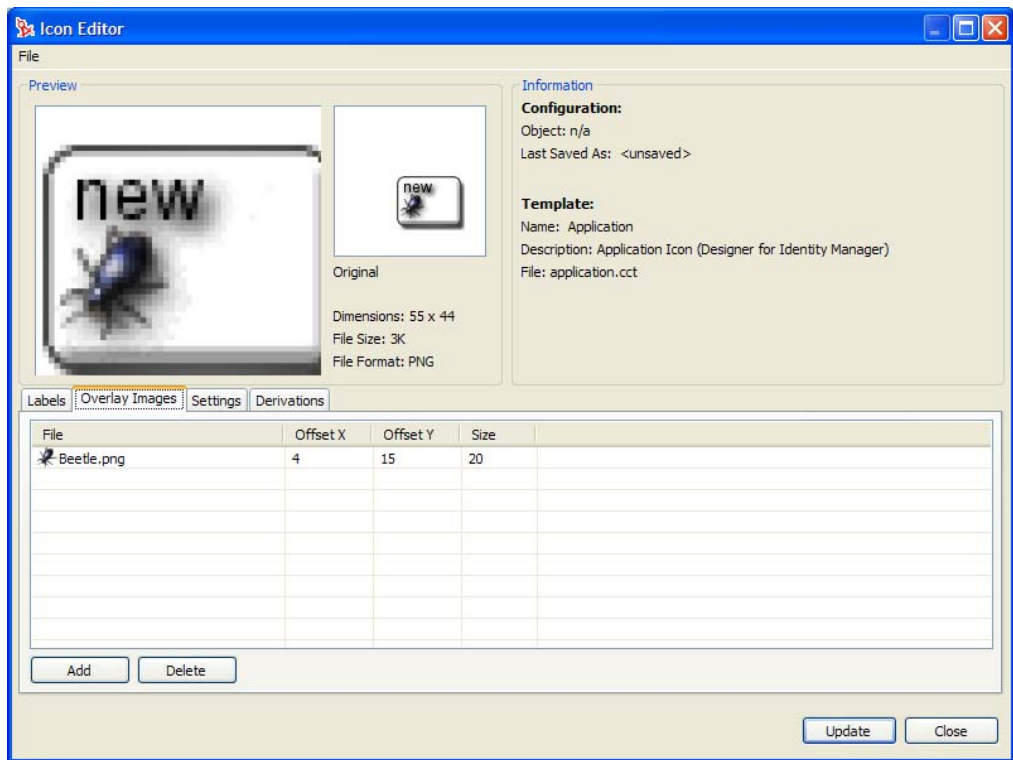 Icon Editor
File
Preview
new
new
Original
Dimensions: 55 x 44
File Size: 3K
File Format: PNG
Information
Configuration:
Object: n/a
Last Saved As: <unsaved>
Template:
Name: Application
Description: Application Icon (Designer for Identity Manager)
File: application.cct
Labels Overlay Images Settings Derivations
File Offset X Offset Y Size
Beetle.png 4 15 20
Add Delete
Update Close